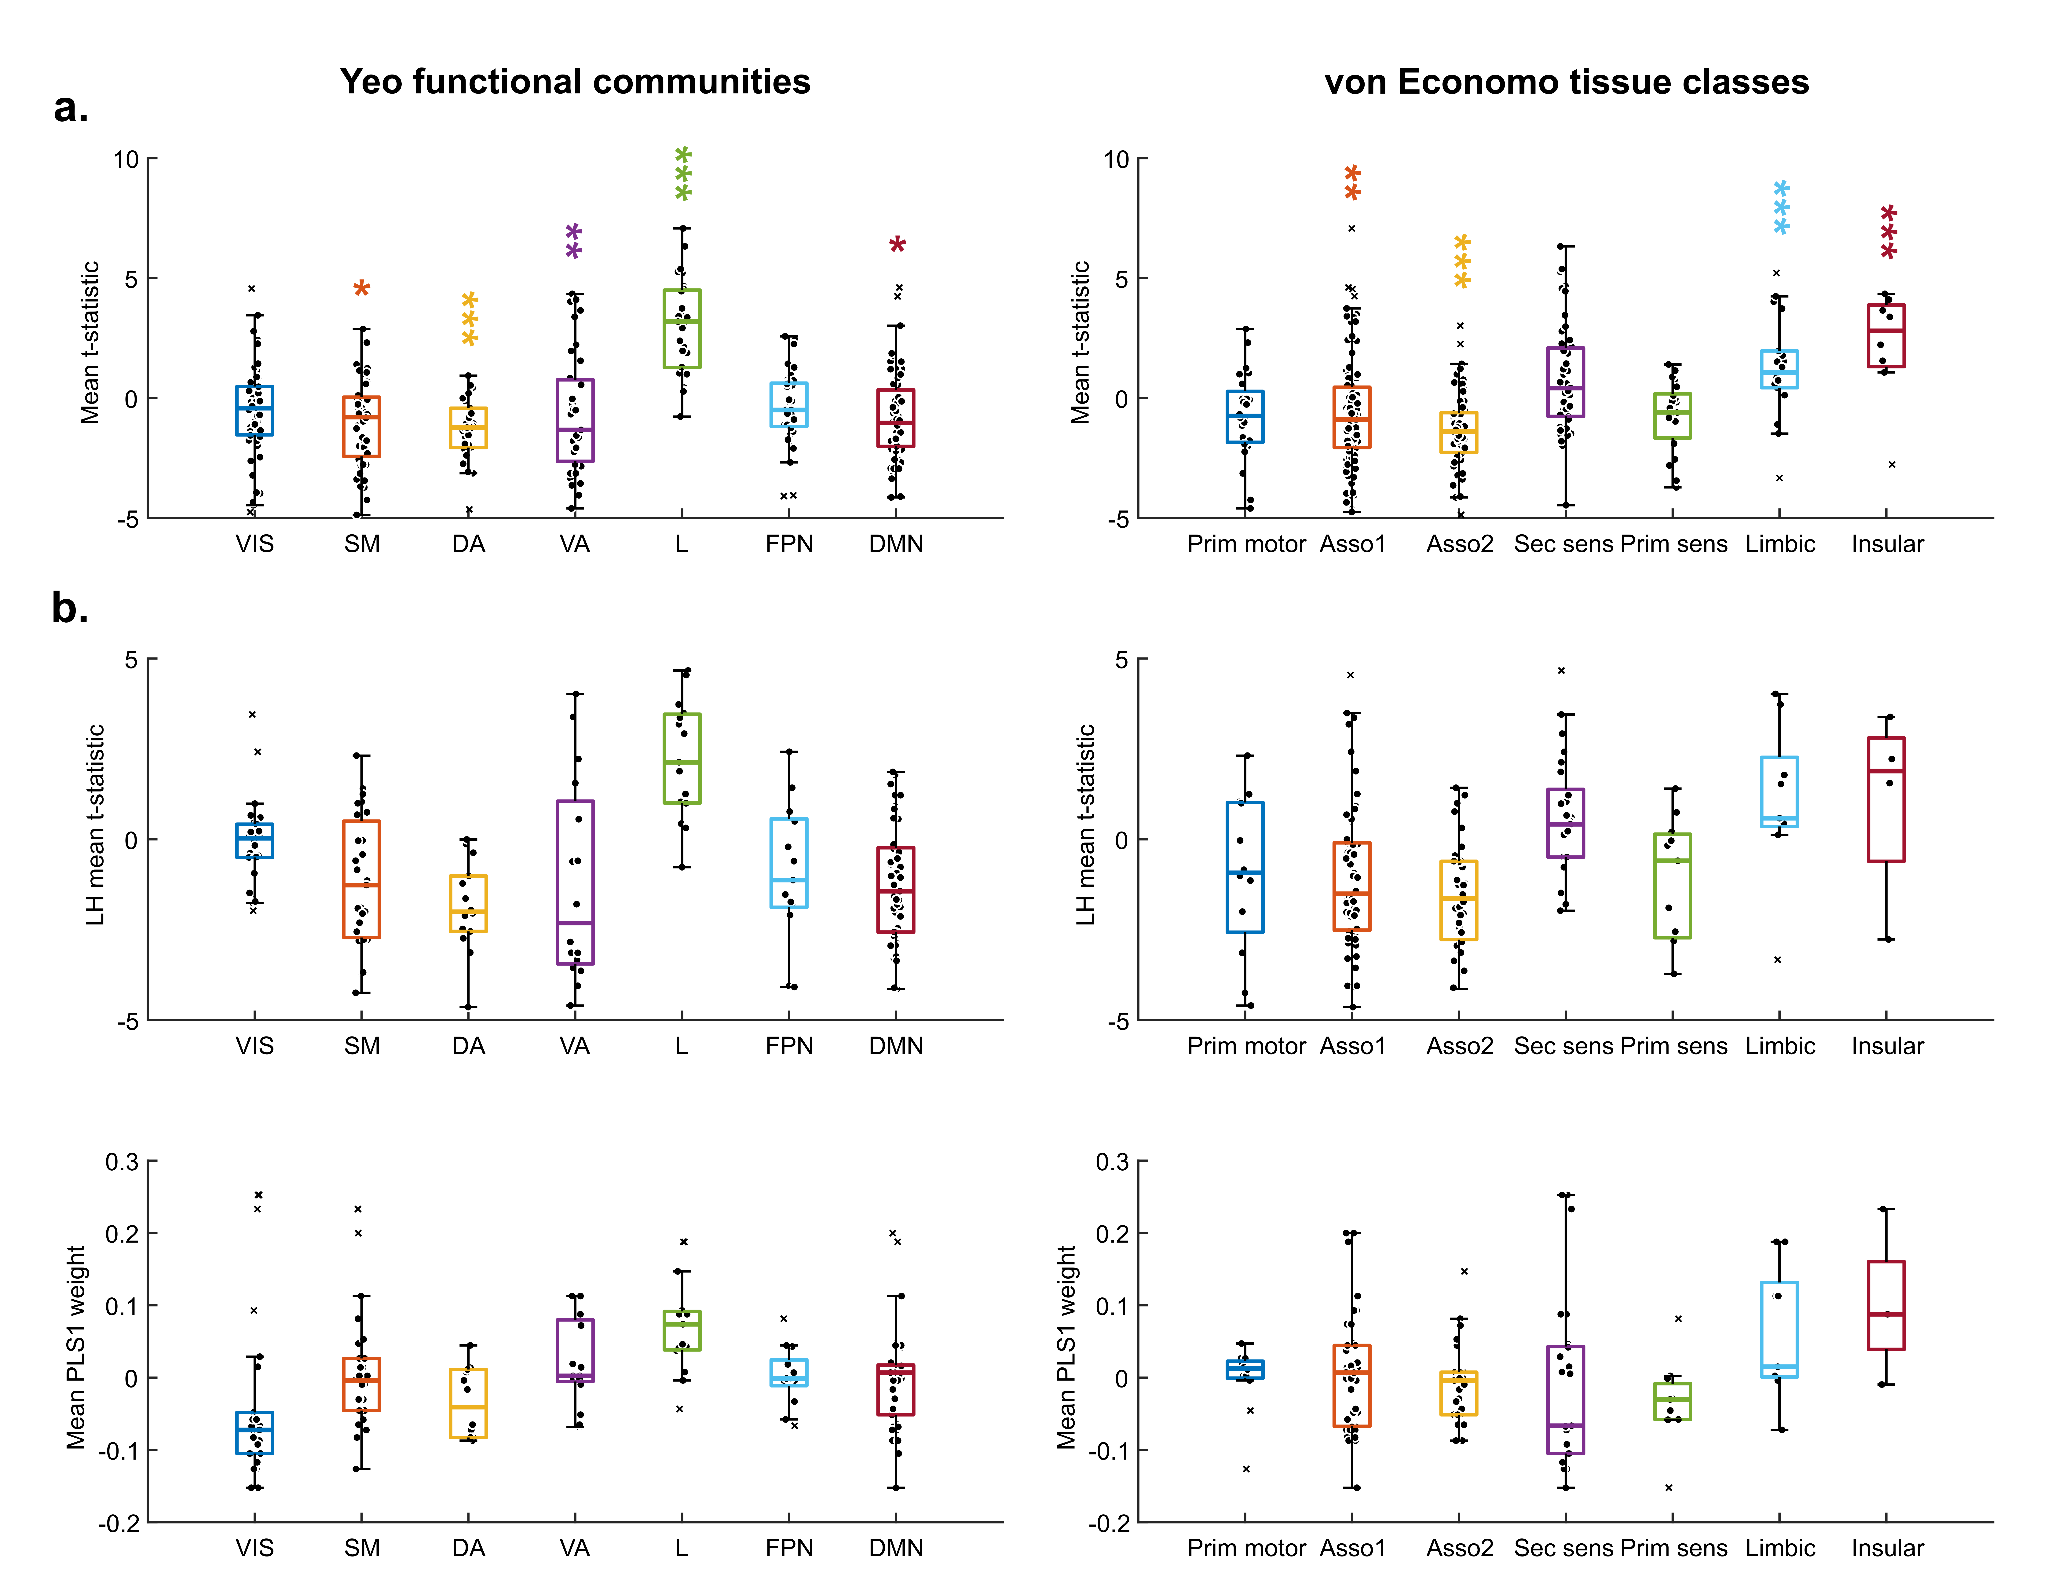 Yeo functional communities
von Economo tissue classes
a.
10
5
0
-5
Mean t-statistic
*
***
**
***
*
VIS SM DA VA L FPN DMN
10
5
0
-5
Mean t-statistic
**
***
***
***
Prim motor Asso1 Asso2 Sec sens Prim sens Limbic Insular
b.
5
0
-5
LH mean t-statistic
VIS SM DA VA L FPN DMN
5
0
-5
LH mean t-statistic
Prim motor Asso1 Asso2 Sec sens Prim sens Limbic Insular
0.3
0.2
0.1
0
-0.1
-0.2
Mean PLS1 weight
VIS SM DA VA L FPN DMN
0.3
0.2
0.1
0
-0.1
-0.2
Mean PLS1 weight
Prim motor Asso1 Asso2 Sec sens Prim sens Limbic Insular